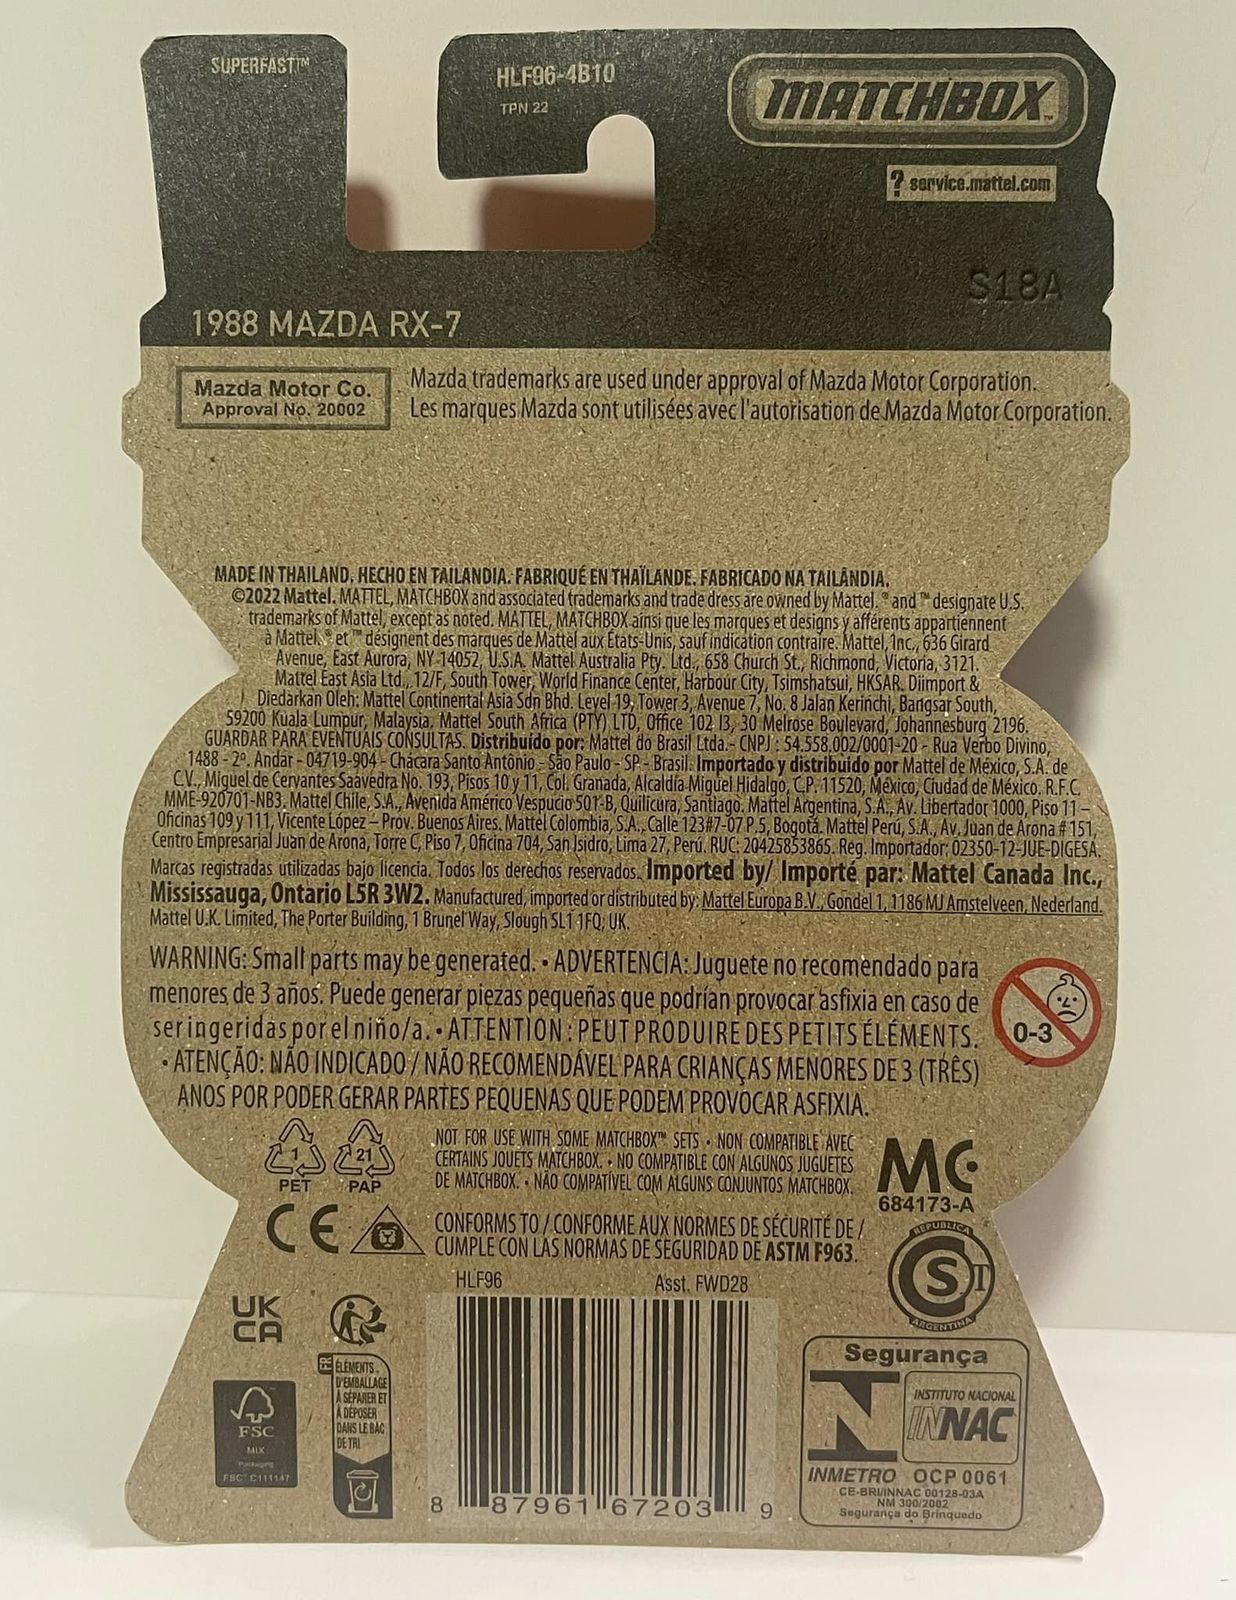 SUPERFAST™
HLF96-4B10
TPN 22
MATCHBOX™
? service.mattel.com
S18A
1988 MAZDA RX-7
Mazda Motor Co.
Approval No. 20002
Mazda trademarks are used under approval of Mazda Motor Corporation.
Les marques Mazda sont utilisées avec l'autorisation de Mazda Motor Corporation.
MADE IN THAILAND. HECHO EN TAILANDIA. FABRIQUÉ EN THAÏLANDE. FABRICADO NA TAILÂNDIA.
©2022 Mattel. MATTEL, MATCHBOX and associated trademarks and trade dress are owned by Mattel. ® and ™ designate U.S.
trademarks of Mattel, except as noted. MATTEL, MATCHBOX ainsi que les marques et designs y afférents appartiennent
à Mattel. ® et ™ désignent des marques de Mattel aux États-Unis, sauf indication contraire. Mattel, Inc., 636 Girard
Avenue, East Aurora, NY 14052, U.S.A. Mattel Australia Pty. Ltd., 658 Church St., Richmond, Victoria, 3121.
Mattel East Asia Ltd., 12/F, South Tower, World Finance Center, Harbour City, Tsimshatsui, HKSAR. Diimport &
Diedarkan Oleh: Mattel Continental Asia Sdn Bhd. Level 19, Tower 3, Avenue 7, No. 8 Jalan Kerinchi, Bangsar South,
59200 Kuala Lumpur, Malaysia. Mattel South Africa (PTY) LTD, Office 102 I3, 30 Melrose Boulevard, Johannesburg 2196.
GUARDAR PARA EVENTUAIS CONSULTAS. Distribuído por: Mattel do Brasil Ltda.- CNPJ : 54.558.002/0001-20 - Rua Verbo Divino,
1488 - 2º. Andar - 04719-904 - Chácara Santo Antônio - São Paulo - SP - Brasil. Importado y distribuido por Mattel de México, S.A. de
C.V., Miguel de Cervantes Saavedra No. 193, Pisos 10 y 11, Col. Granada, Alcaldía Miguel Hidalgo, C.P. 11520, México, Ciudad de México. R.F.C.
MME-920701-NB3. Mattel Chile, S.A., Avenida Américo Vespucio 501-B, Quilicura, Santiago. Mattel Argentina, S.A., Av. Libertador 1000, Piso 11 –
Oficinas 109 y 111, Vicente López – Prov. Buenos Aires. Mattel Colombia, S.A., Calle 123#7-07 P.5, Bogotá. Mattel Perú, S.A., Av. Juan de Arona # 151,
Centro Empresarial Juan de Arona, Torre C, Piso 7, Oficina 704, San Isidro, Lima 27, Perú. RUC: 20425853865. Reg. Importador: 02350-12-JUE-DIGESA.
Marcas registradas utilizadas bajo licencia. Todos los derechos reservados. Imported by/ Importé par: Mattel Canada Inc.,
Mississauga, Ontario L5R 3W2. Manufactured, imported or distributed by: Mattel Europa B.V., Gondel 1, 1186 MJ Amstelveen, Nederland.
Mattel U.K. Limited, The Porter Building, 1 Brunel Way, Slough SL1 1FQ, UK.
WARNING: Small parts may be generated. • ADVERTENCIA: Juguete no recomendado para
menores de 3 años. Puede generar piezas pequeñas que podrían provocar asfixia en caso de
ser ingeridas por el niño/a. • ATTENTION : PEUT PRODUIRE DES PETITS ÉLÉMENTS.
• ATENÇÃO: NÃO INDICADO / NÃO RECOMENDÁVEL PARA CRIANÇAS MENORES DE 3 (TRÊS)
ANOS POR PODER GERAR PARTES PEQUENAS QUE PODEM PROVOCAR ASFIXIA.
0-3
1
PET
21
PAP
NOT FOR USE WITH SOME MATCHBOX™ SETS • NON COMPATIBLE AVEC
CERTAINS JOUETS MATCHBOX. • NO COMPATIBLE CON ALGUNOS JUGUETES
DE MATCHBOX. • NÃO COMPATÍVEL COM ALGUNS CONJUNTOS MATCHBOX.
MC
684173-A
CE
CONFORMS TO / CONFORME AUX NORMES DE SÉCURITÉ DE /
CUMPLE CON LAS NORMAS DE SEGURIDAD DE ASTM F963.
REPUBLICA
S T
ARGENTINA
HLF96
Asst. FWD28
UK
CA
FR
ÉLÉMENTS
D'EMBALLAGE
À SÉPARER ET
À DÉPOSER
DANS LE BAC
DE TRI
FSC
MIX
Packaging
FSC® C111147
8 87961 67203 9
Segurança
INSTITUTO NACIONAL
INNAC
INMETRO OCP 0061
CE-BRI/INNAC 00128-03A
NM 300/2002
Segurança do Brinquedo